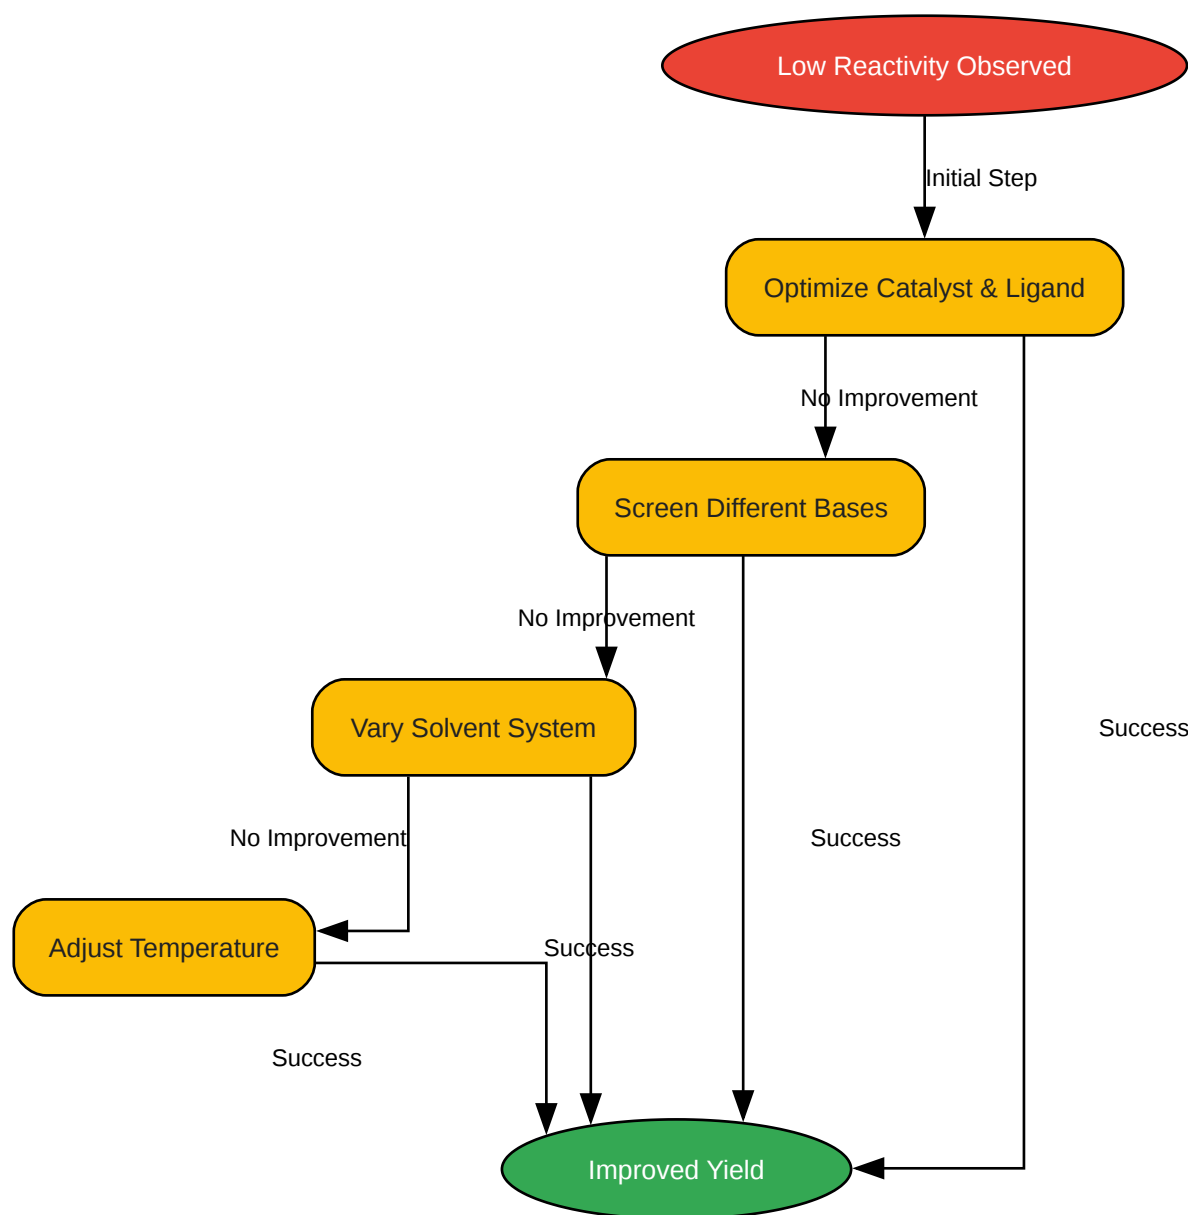 Low Reactivity Observed
Initial Step
Optimize Catalyst & Ligand
No Improvement
Screen Different Bases
No Improvement
Vary Solvent System
Success
No Improvement
Success
Adjust Temperature
Success
Success
Improved Yield